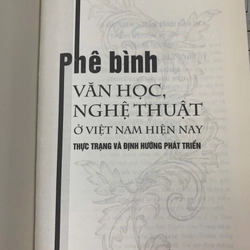 Phê bình
VĂN HỌC,
NGHỆ THUẬT
Ở VIỆT NAM HIỆN NAY
THỰC TRẠNG VÀ ĐỊNH HƯỚNG PHÁT TRIỂN